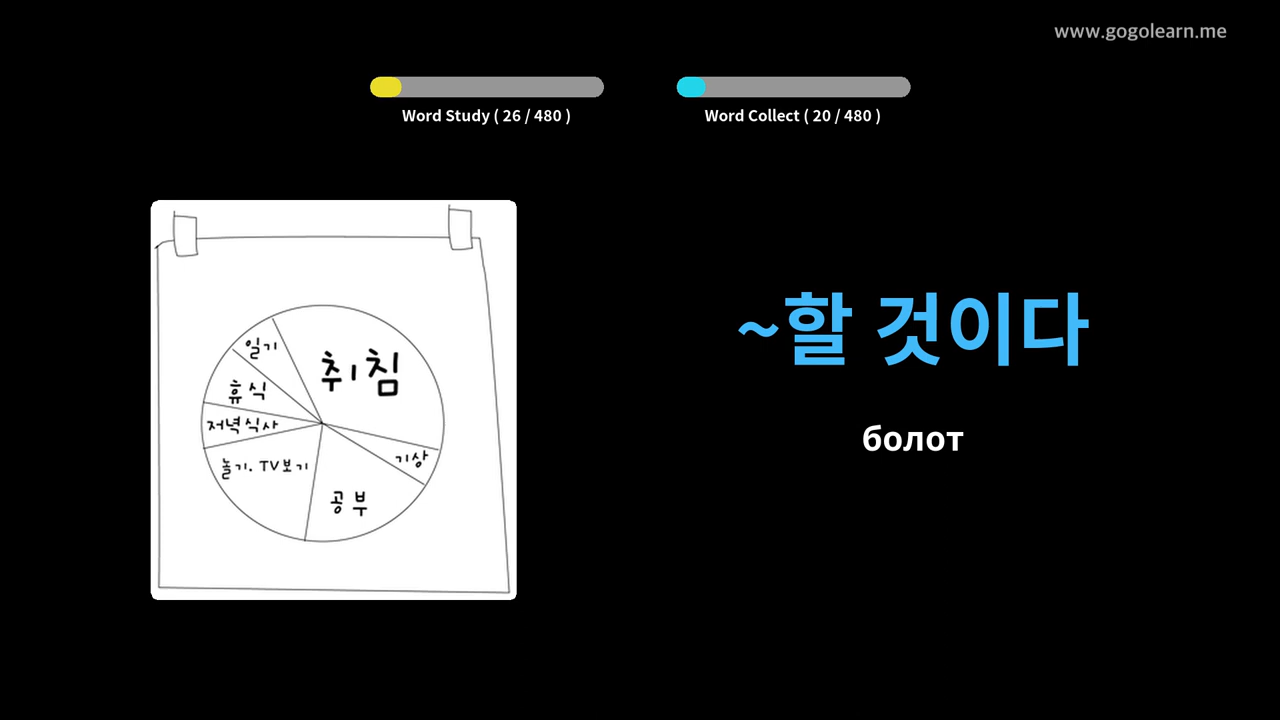 www.gogolearn.me
Word Study ( 26 / 480 )
Word Collect ( 20 / 480 )
일기
취침
휴식
저녁식사
놀기. TV보기
기상
공부
~할 것이다
болот